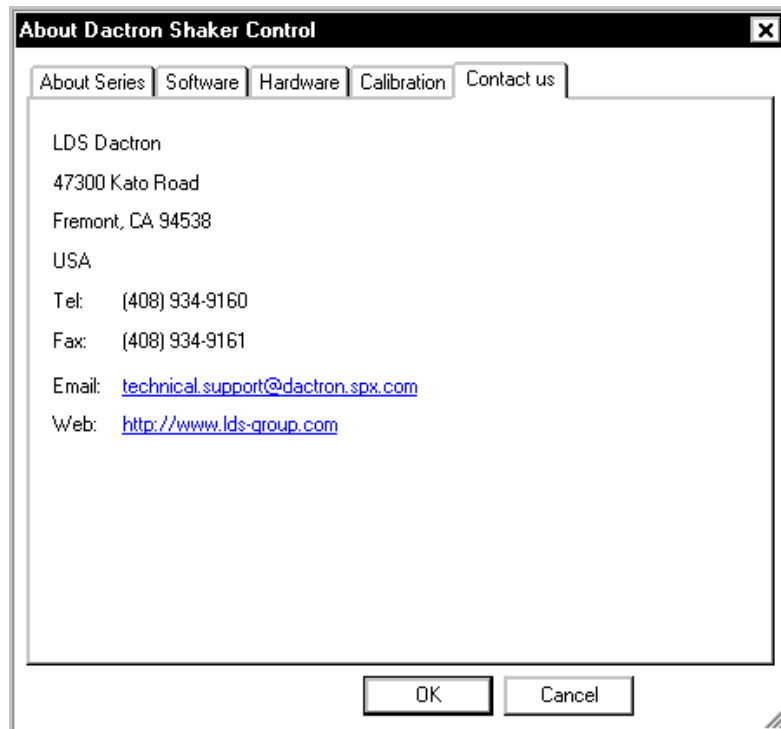 About Dactron Shaker Control
About Series Software Hardware Calibration Contact us
LDS Dactron
47300 Kato Road
Fremont, CA 94538
USA
Tel: (408) 934-9160
Fax: (408) 934-9161
Email: technical.support@dactron.spx.com
Web: http://www.lds-group.com
OK Cancel